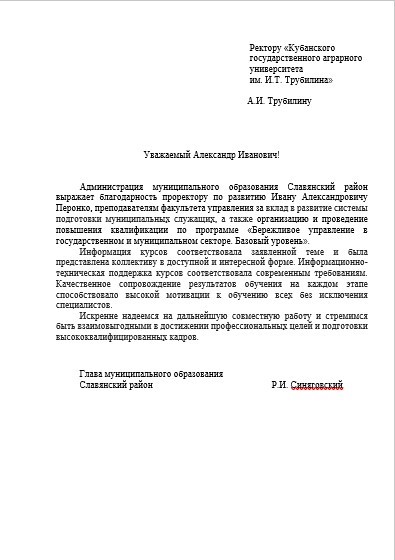 Ректору «Кубанского
государственного аграрного
университета
им. И.Т. Трубилина»
А.И. Трубилину
Уважаемый Александр Иванович!
Администрация муниципального образования Славянский район
выражает благодарность проректору по развитию Ивану Александровичу
Перонко, преподавателям факультета управления за вклад в развитие системы
подготовки муниципальных служащих, а также организацию и проведение
повышения квалификации по программе «Бережливое управление в
государственном и муниципальном секторе. Базовый уровень».
Информация курсов соответствовала заявленной теме и была
представлена коллективу в доступной и интересной форме. Информационно-
техническая поддержка курсов соответствовала современным требованиям.
Качественное сопровождение результатов обучения на каждом этапе
способствовало высокой мотивации к обучению всех без исключения
специалистов.
Искренне надеемся на дальнейшую совместную работу и стремимся
быть взаимовыгодными в достижении профессиональных целей и подготовки
высококвалифицированных кадров.
Глава муниципального образования
Славянский район Р.И. Синяговский